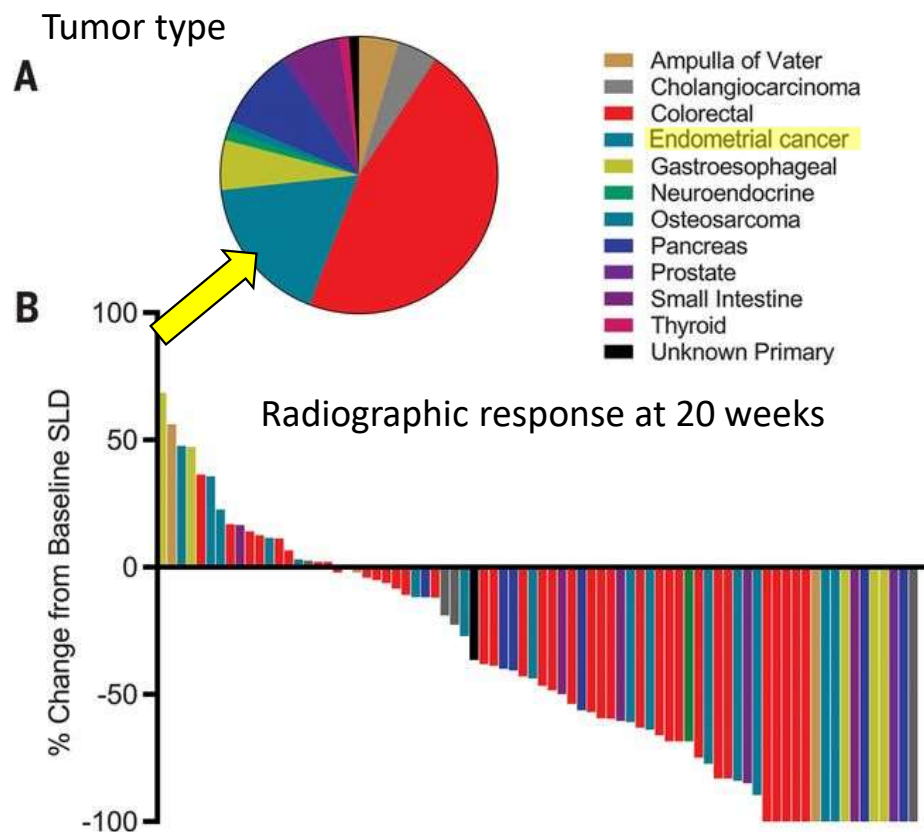 Tumor type
A
Ampulla of Vater
Cholangiocarcinoma
Colorectal
Endometrial cancer
Gastroesophageal
Neuroendocrine
Osteosarcoma
Pancreas
Prostate
Small Intestine
Thyroid
Unknown Primary
B
% Change from Baseline SLD
100
50
0
-50
-100
Radiographic response at 20 weeks